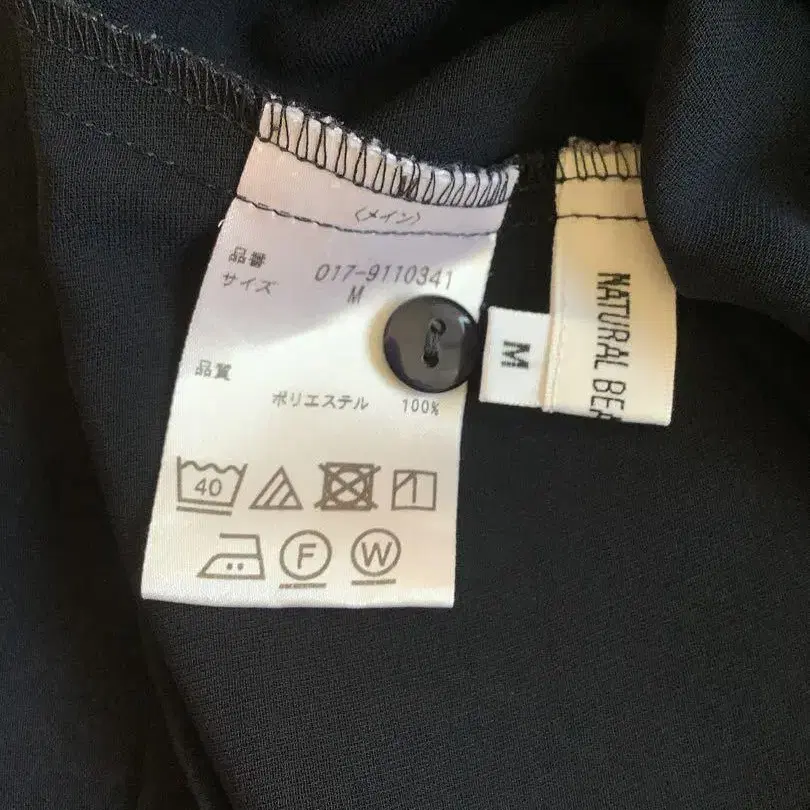 〈メイン〉
品番 017-9110341
サイズ M
品質
ポリエステル 100%
40
F W
M
NATURAL